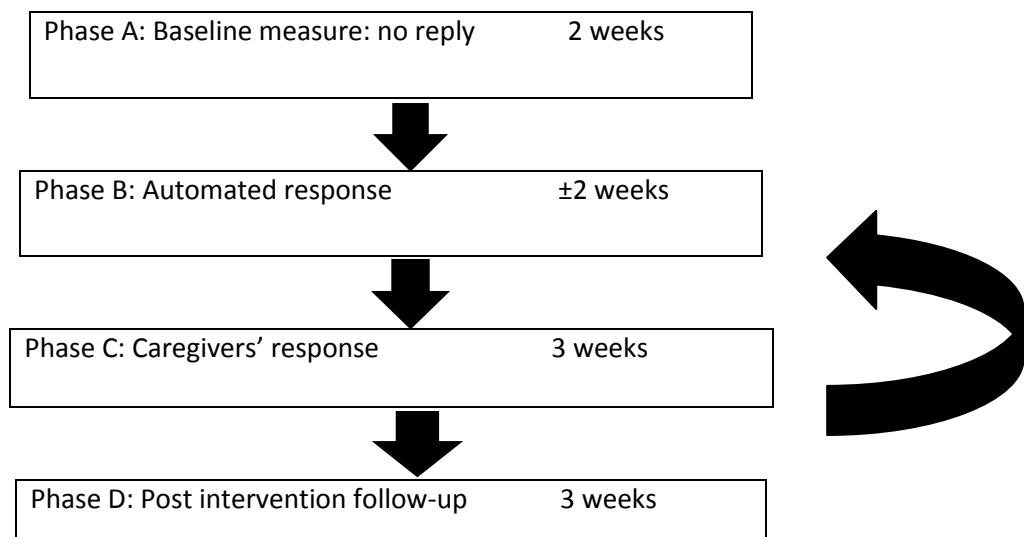 Phase A: Baseline measure: no reply 2 weeks
Phase B: Automated response ±2 weeks
Phase C: Caregivers’ response 3 weeks
Phase D: Post intervention follow-up 3 weeks